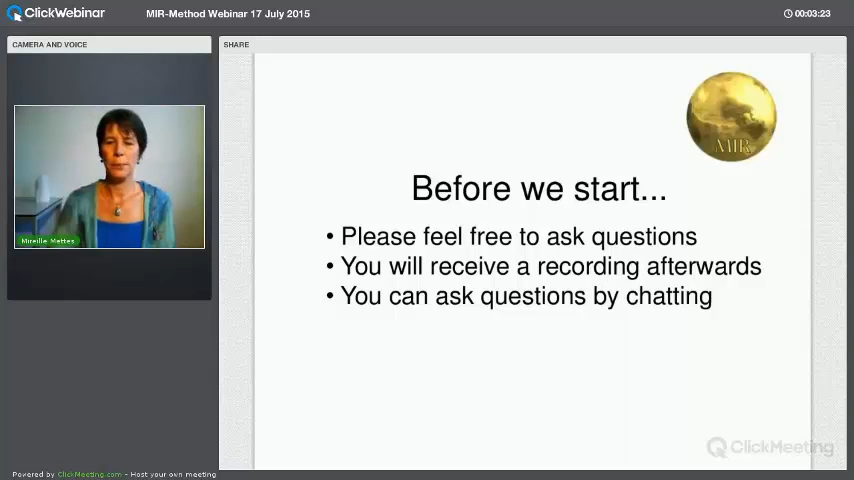 ClickWebinar
MIR-Method Webinar 17 July 2015
00:03:23
CAMERA AND VOICE
SHARE
Mireille Mettes
MIR
Before we start...
• Please feel free to ask questions
• You will receive a recording afterwards
• You can ask questions by chatting
ClickMeeting
Powered by ClickMeeting.com - Host your own meeting